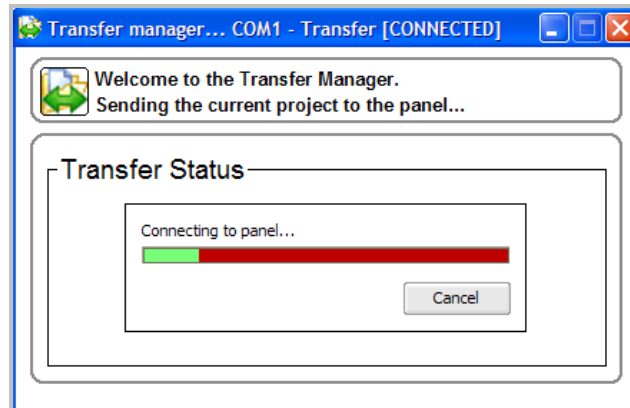 Transfer manager... COM1 - Transfer [CONNECTED]
Welcome to the Transfer Manager.
Sending the current project to the panel...
Transfer Status
Connecting to panel...
Cancel